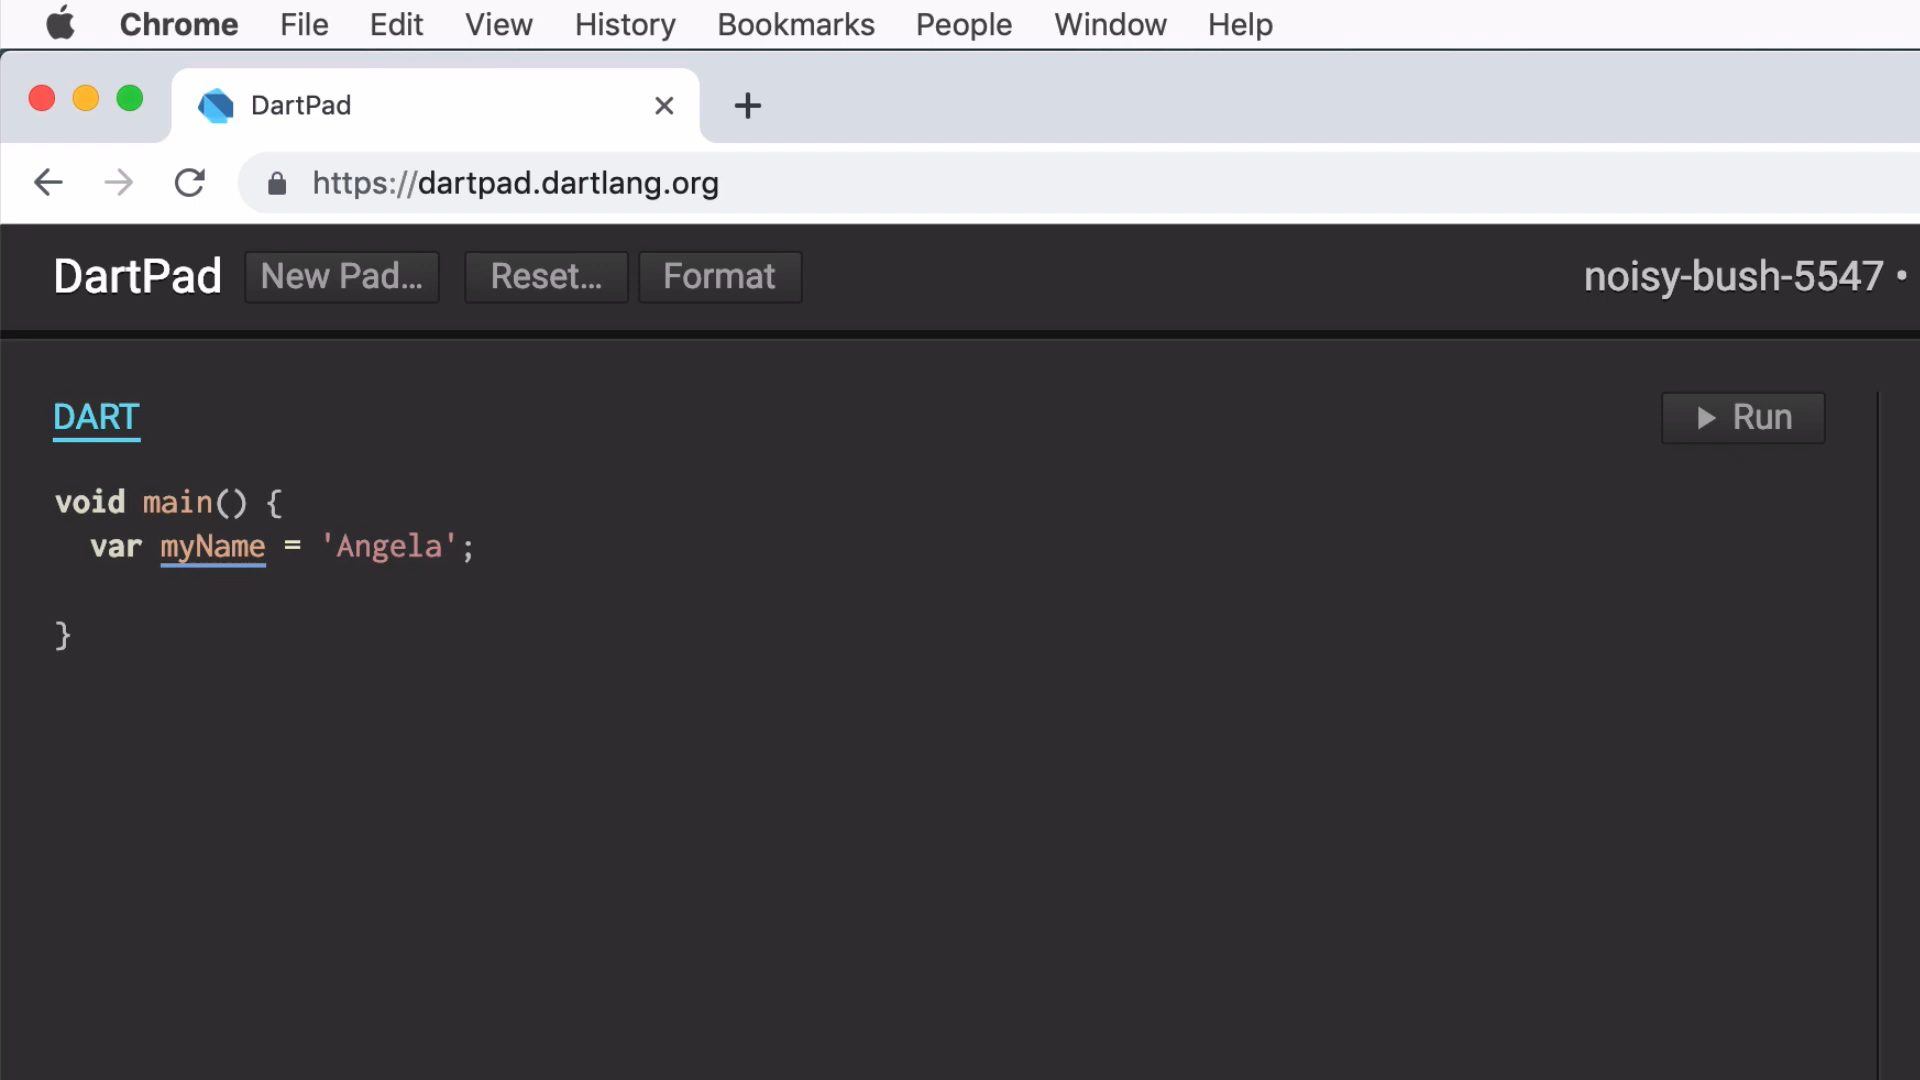 Chrome File Edit View History Bookmarks People Window Help
DartPad
https://dartpad.dartlang.org
DartPad New Pad... Reset... Format noisy-bush-5547 •
DART Run
void main() {
  var myName = 'Angela';
}